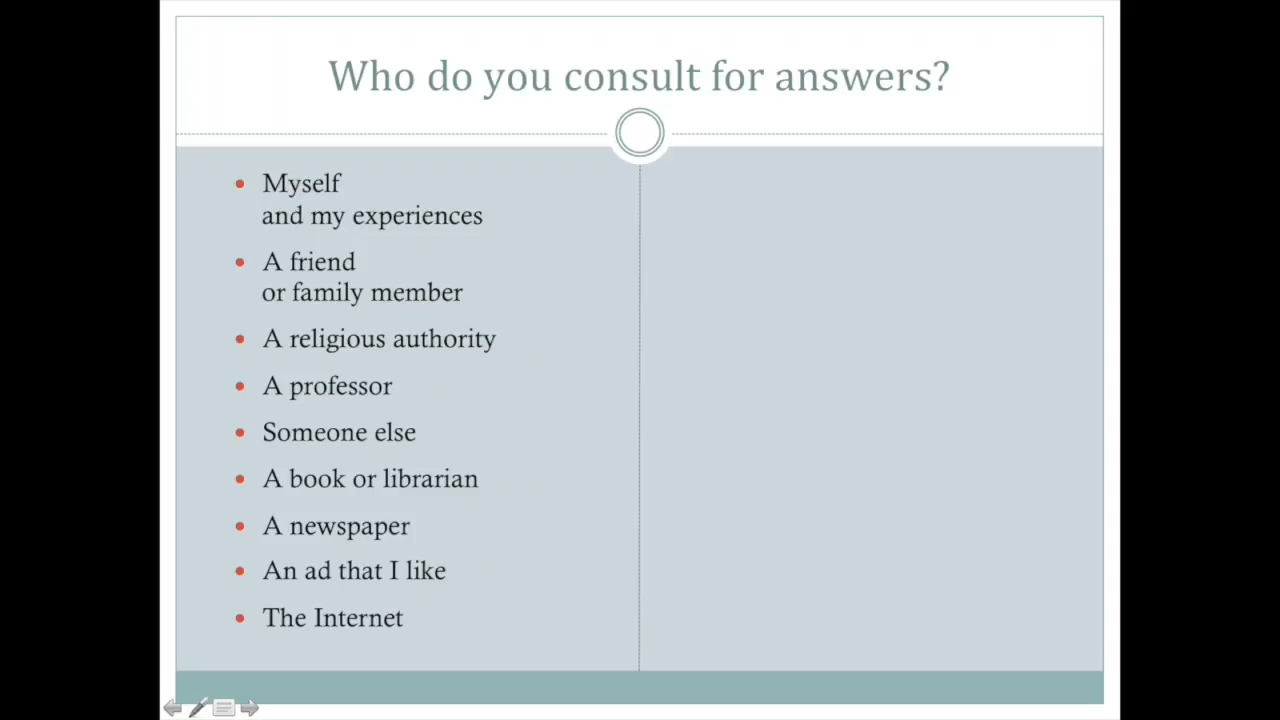 Who do you consult for answers?
Myself
and my experiences
A friend
or family member
A religious authority
A professor
Someone else
A book or librarian
A newspaper
An ad that I like
The Internet